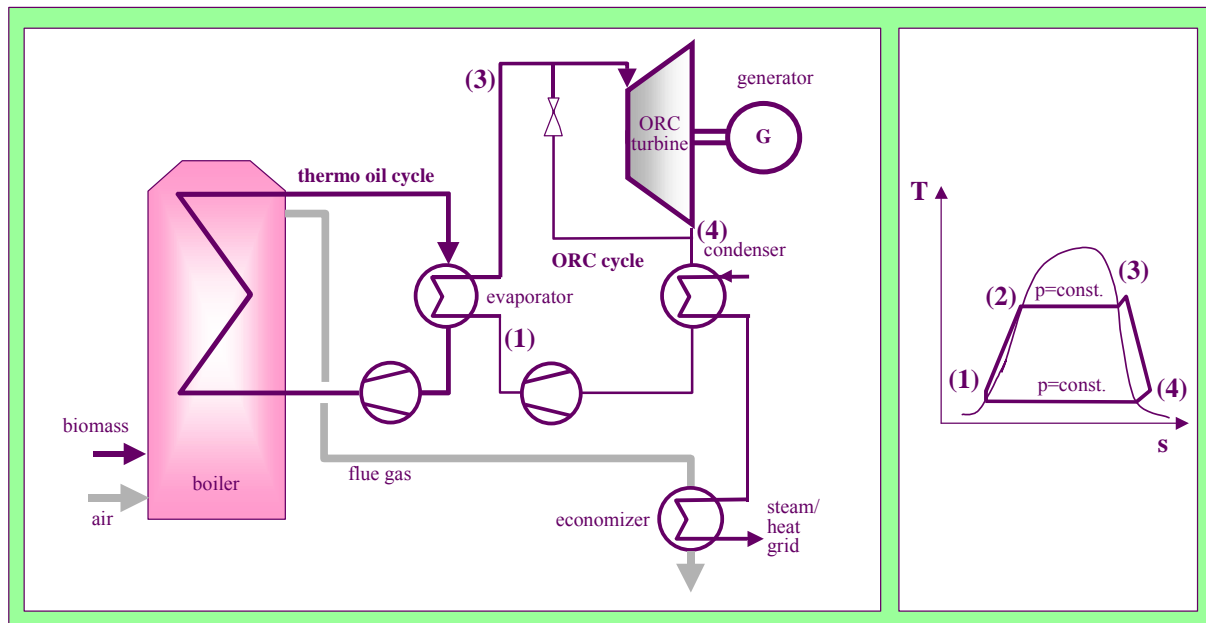 (3)
generator
ORC
turbine
G
thermo oil cycle
(4)
condenser
ORC cycle
evaporator
(1)
biomass
air
boiler
flue gas
economizer
steam/
heat
grid
T
(3)
(2)
p=const.
(1)
p=const.
(4)
s